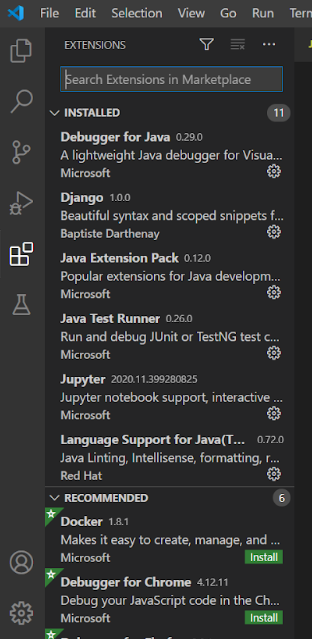 File Edit Selection View Go Run Term
EXTENSIONS
Search Extensions in Marketplace
INSTALLED 11
Debugger for Java 0.29.0
A lightweight Java debugger for Visua...
Microsoft
Django 1.0.0
Beautiful syntax and scoped snippets f...
Baptiste Darthenay
Java Extension Pack 0.12.0
Popular extensions for Java developm...
Microsoft
Java Test Runner 0.26.0
Run and debug JUnit or TestNG test c...
Microsoft
Jupyter 2020.11.399280825
Jupyter notebook support, interactive ...
Microsoft
Language Support for Java(T... 0.72.0
Java Linting, Intellisense, formatting, r...
Red Hat
RECOMMENDED 6
Docker 1.8.1
Makes it easy to create, manage, and ...
Microsoft Install
Debugger for Chrome 4.12.11
Debug your JavaScript code in the Ch...
Microsoft Install